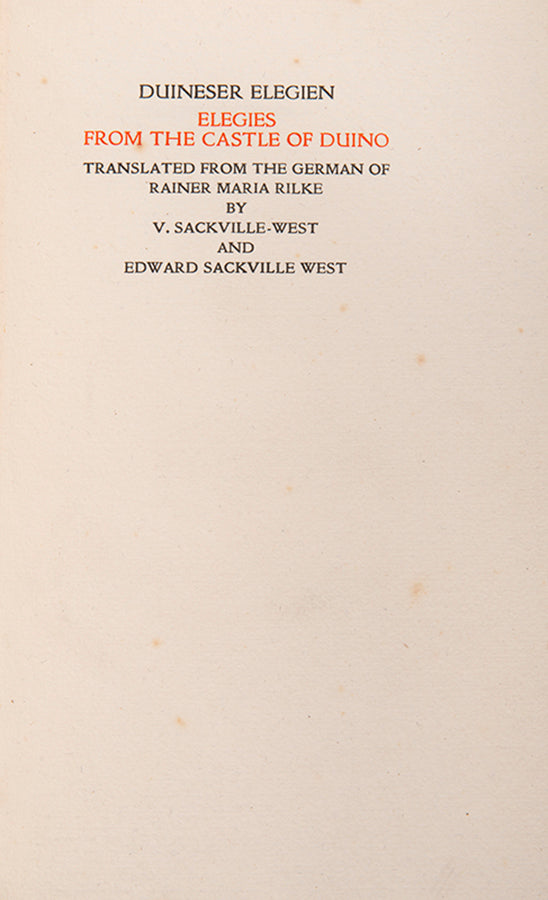 DUINESER ELEGIEN
ELEGIES
FROM THE CASTLE OF DUINO
TRANSLATED FROM THE GERMAN OF
RAINER MARIA RILKE
BY
V. SACKVILLE-WEST
AND
EDWARD SACKVILLE WEST